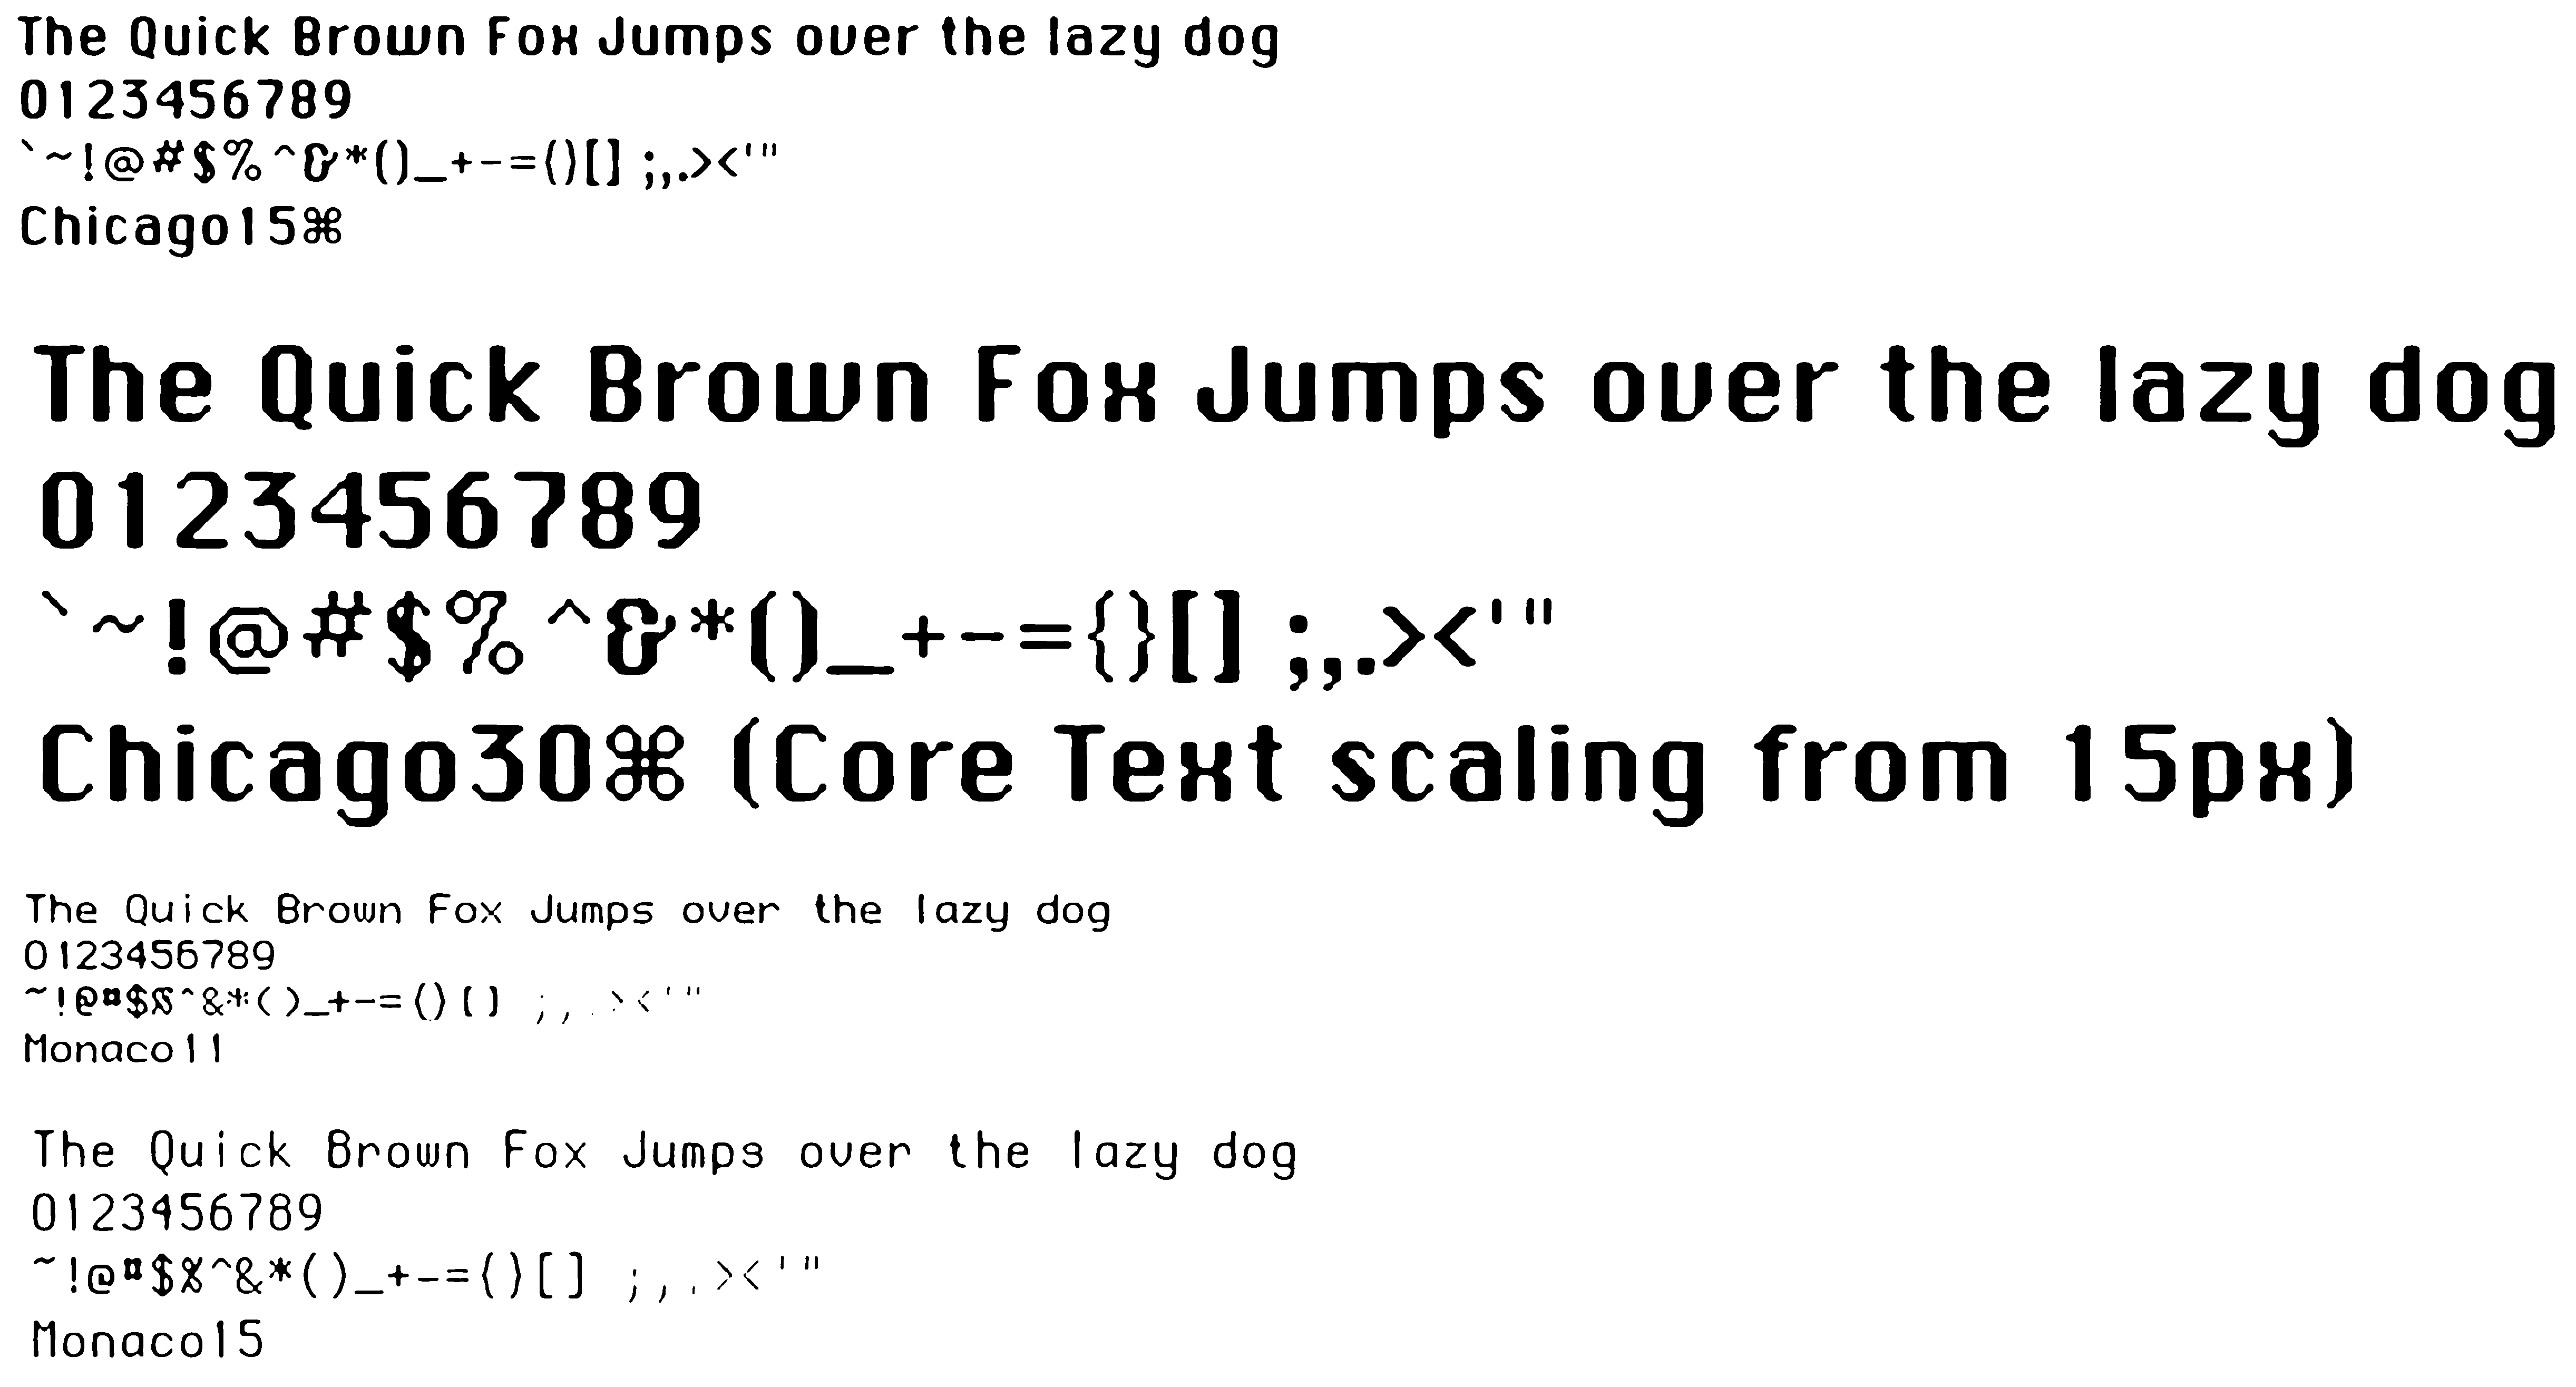 The Quick Brown Fox Jumps over the lazy dog
0123456789
`~!@#$%^&*()_+-={}[] ;,.><'"
Chicago15⌘
The Quick Brown Fox Jumps over the lazy dog
0123456789
`~!@#$%^&*()_+-={}[] ;,.><'"
Chicago30⌘ (Core Text scaling from 15px)
The Quick Brown Fox Jumps over the lazy dog
0123456789
~!@¤$%^&*()_+-={}[] ;,.><'"
Monaco11
The Quick Brown Fox Jumps over the lazy dog
0123456789
~!@¤$%^&*()_+-={}[] ;,.><'"
Monaco15